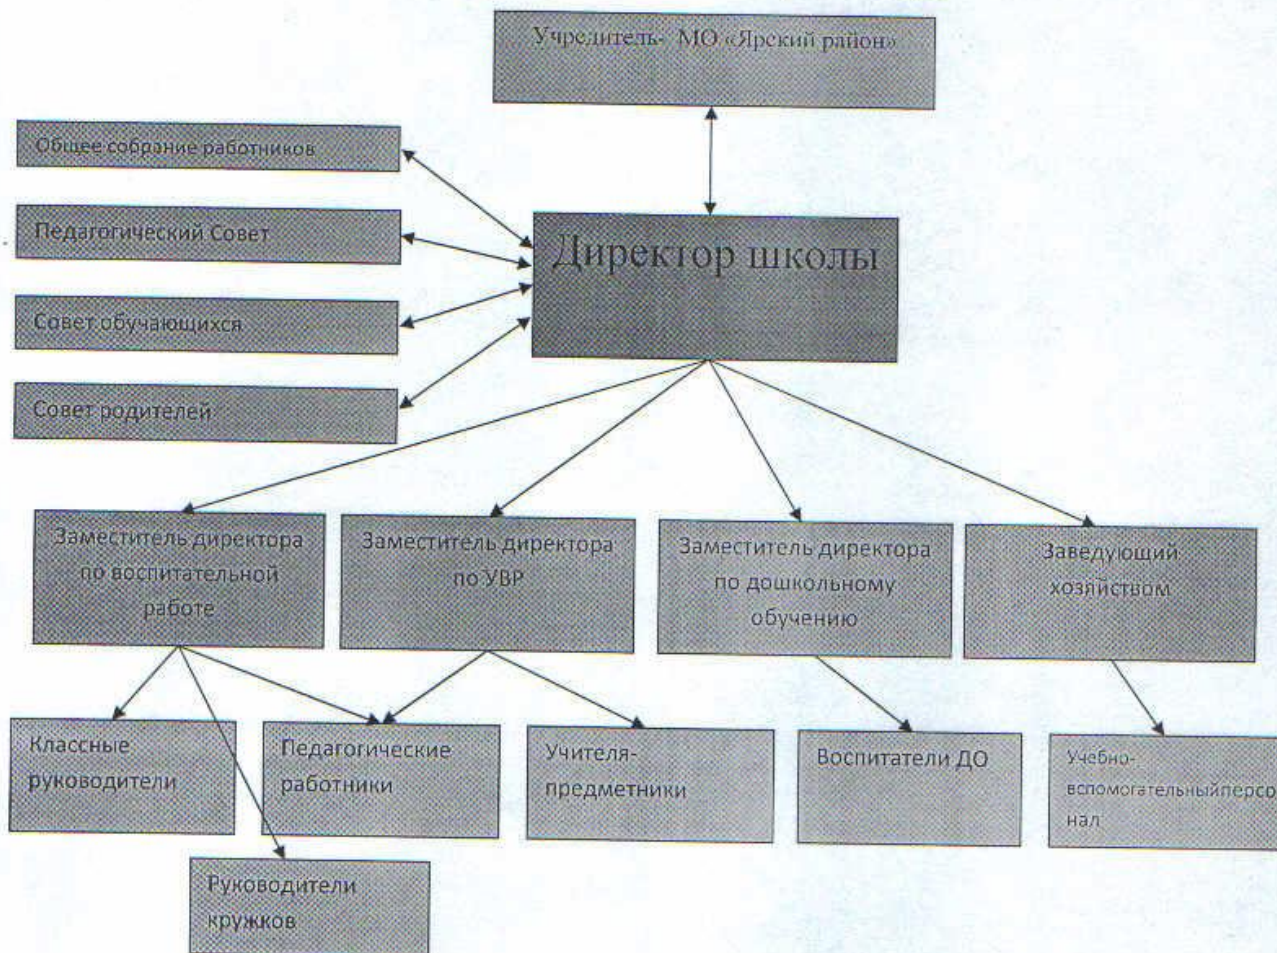 Учредитель- МО «Ярский район»
Общее собрание работников
Педагогический Совет
Совет обучающихся
Совет родителей
Директор школы
Заместитель директора
по воспитательной
работе
Заместитель директора
по УВР
Заместитель директора
по дошкольному
обучению
Заведующий
хозяйством
Классные
руководители
Педагогические
работники
Учителя-
предметники
Воспитатели ДО
Учебно-
вспомогательныйперсо
нал
Руководители
кружков